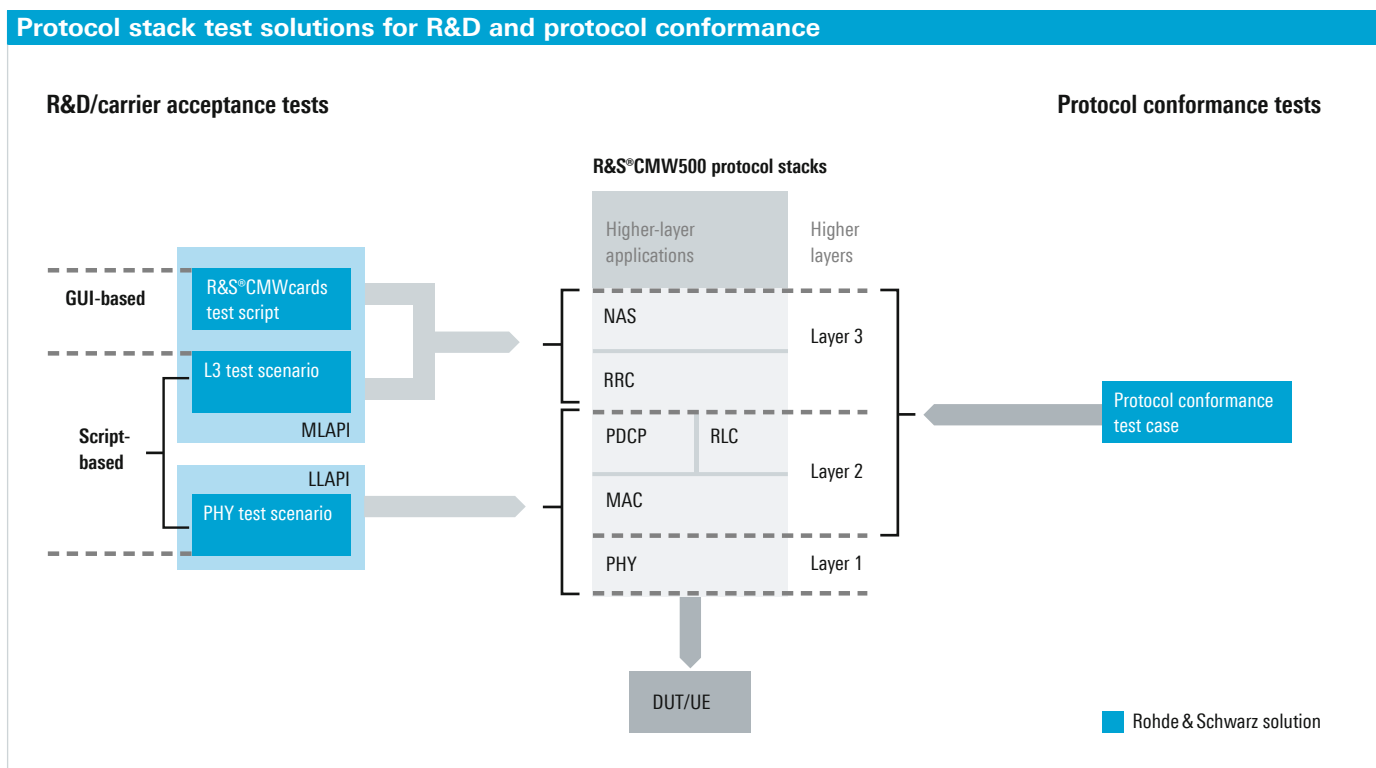 Protocol stack test solutions for R&D and protocol conformance
R&D/carrier acceptance tests
Protocol conformance tests
R&S®CMW500 protocol stacks
Higher-layer
applications
Higher
layers
GUI-based
R&S®CMWcards
test script
NAS
Layer 3
L3 test scenario
RRC
MLAPI
Script-
based
PDCP
RLC
Layer 2
Protocol conformance
test case
LLAPI
PHY test scenario
MAC
PHY
Layer 1
DUT/UE
Rohde & Schwarz solution